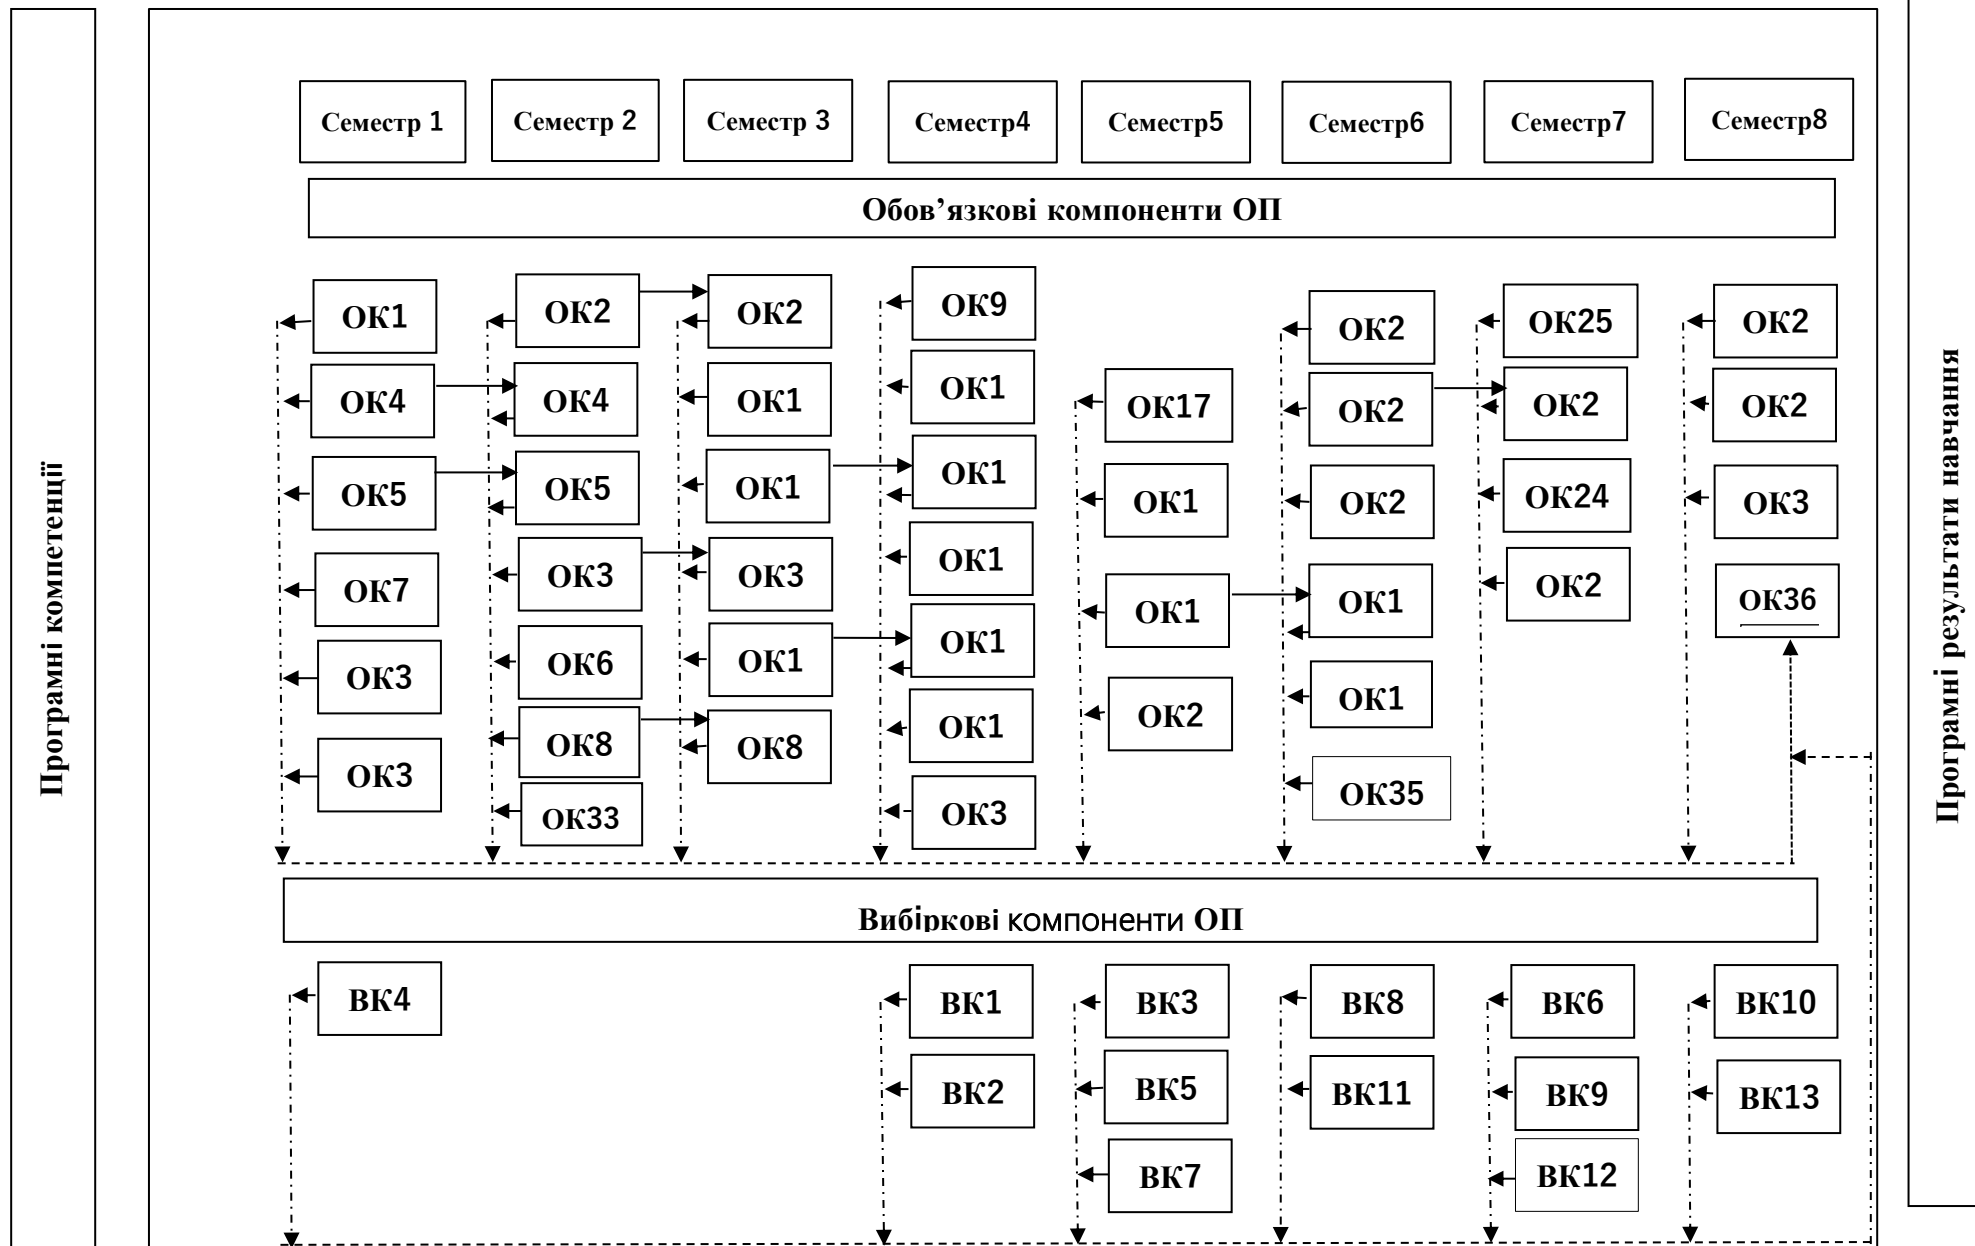 Програмні компетенції
Семестр 1
Семестр 2
Семестр 3
Семестр4
Семестр5
Семестр6
Семестр7
Семестр8
Обов’язкові компоненти ОП
ОК1
ОК4
ОК5
ОК7
ОК3
ОК3
ОК2
ОК4
ОК5
ОК3
ОК6
ОК8
ОК33
ОК2
ОК1
ОК1
ОК3
ОК1
ОК8
ОК9
ОК1
ОК1
ОК1
ОК1
ОК1
ОК3
ОК17
ОК1
ОК1
ОК2
ОК2
ОК2
ОК2
ОК1
ОК1
ОК35
ОК25
ОК2
ОК24
ОК2
ОК2
ОК2
ОК3
ОК36
Вибіркові компоненти ОП
ВК4
ВК1
ВК2
ВК3
ВК5
ВК7
ВК8
ВК11
ВК6
ВК9
ВК12
ВК10
ВК13
Програмні результати навчання